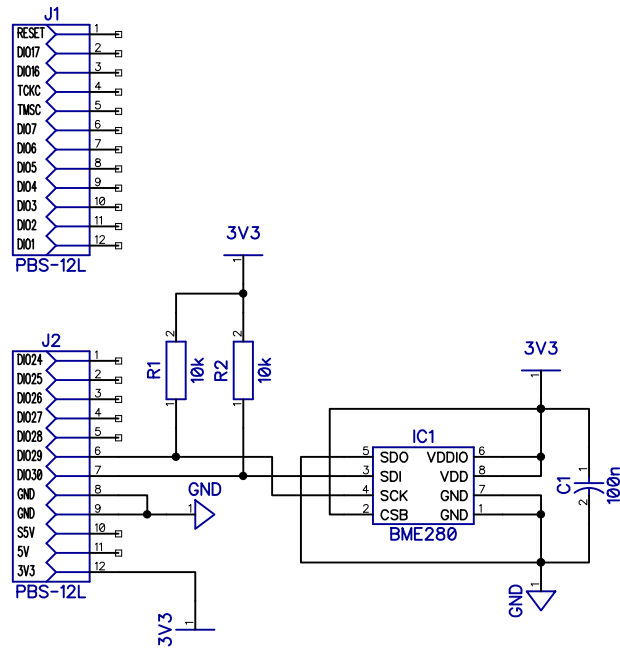 J1
RESET 1
DIO17 2
DIO16 3
TCKC 4
TMSC 5
DIO7 6
DIO6 7
DIO5 8
DIO4 9
DIO3 10
DIO2 11
DIO1 12
PBS-12L
3V3
1
J2
DIO24 1
DIO25 2
DIO26 3
DIO27 4
DIO28 5
DIO29 6
DIO30 7
GND 8
GND 9
S5V 10
5V 11
3V3 12
PBS-12L
2
R1
10k
1
2
R2
10k
1
GND
1
3V3
1
3V3
1
IC1
5 SDO VDDIO 6
3 SDI VDD 8
4 SCK GND 7
2 CSB GND 1
BME280
1
C1
100n
2
1
GND